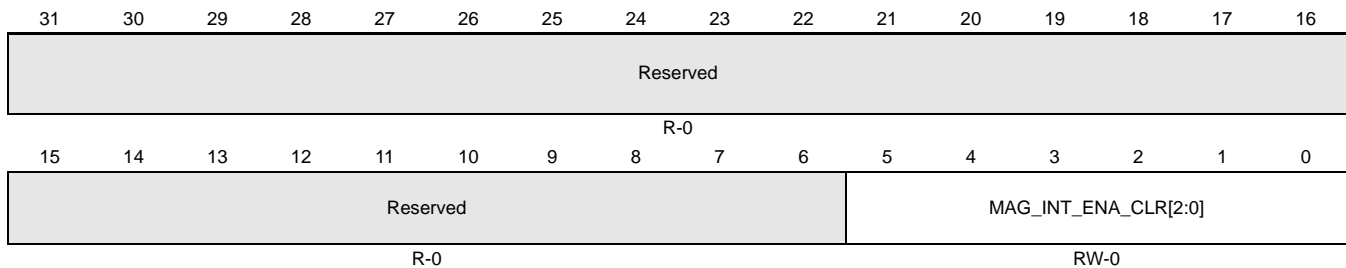 31 30 29 28 27 26 25 24 23 22 21 20 19 18 17 16
Reserved
R-0
15 14 13 12 11 10 9 8 7 6 5 4 3 2 1 0
Reserved MAG_INT_ENA_CLR[2:0]
R-0 RW-0